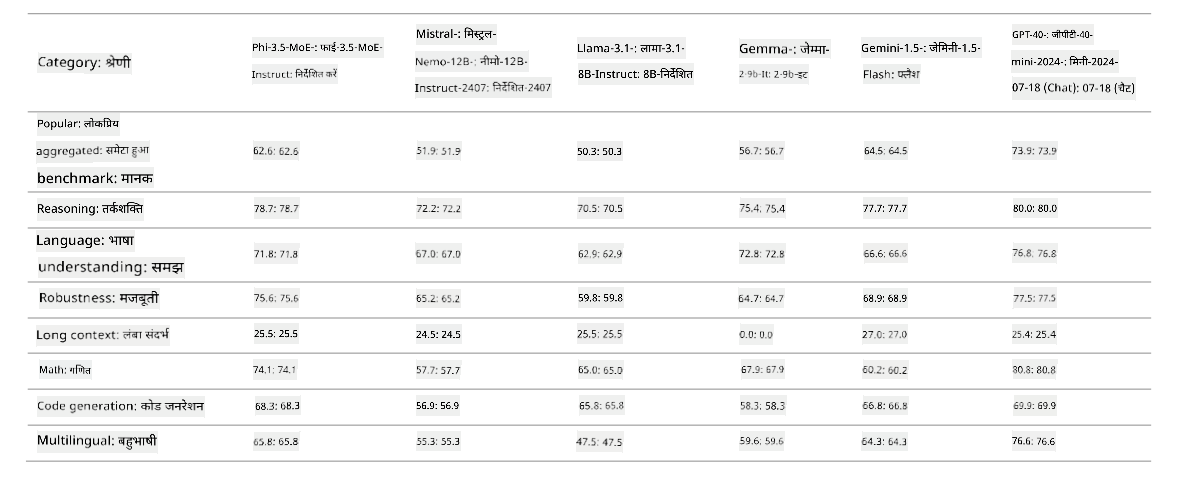 Category: श्रेणी
Phi-3.5-MoE-: फाई-3.5-MoE-
Instruct: निर्देशित करें
Mistral-: मिस्ट्रल-
Nemo-12B-: नीमो-12B-
Instruct-2407: निर्देशित-2407
Llama-3.1-: लामा-3.1-
8B-Instruct: 8B-निर्देशित
Gemma-: जेम्मा-
2-9b-It: 2-9b-इट
Gemini-1.5-: जेमिनी-1.5-
Flash: फ्लैश
GPT-40-: जीपीटी-40-
mini-2024-: मिनी-2024-
07-18 (Chat): 07-18 (चैट)
Popular: लोकप्रिय
aggregated: समेटा हुआ
benchmark: मानक
62.6: 62.6
51.9: 51.9
50.3: 50.3
56.7: 56.7
64.5: 64.5
73.9: 73.9
Reasoning: तर्कशक्ति
78.7: 78.7
72.2: 72.2
70.5: 70.5
75.4: 75.4
77.7: 77.7
80.0: 80.0
Language: भाषा
understanding: समझ
71.8: 71.8
67.0: 67.0
62.9: 62.9
72.8: 72.8
66.6: 66.6
76.8: 76.8
Robustness: मजबूती
75.6: 75.6
65.2: 65.2
59.8: 59.8
64.7: 64.7
68.9: 68.9
77.5: 77.5
Long context: लंबा संदर्भ
25.5: 25.5
24.5: 24.5
25.5: 25.5
0.0: 0.0
27.0: 27.0
25.4: 25.4
Math: गणित
74.1: 74.1
57.7: 57.7
65.0: 65.0
67.9: 67.9
60.2: 60.2
80.8: 80.8
Code generation: कोड जनरेशन
68.3: 68.3
56.9: 56.9
65.8: 65.8
58.3: 58.3
66.8: 66.8
69.9: 69.9
Multilingual: बहुभाषी
65.8: 65.8
55.3: 55.3
47.5: 47.5
59.6: 59.6
64.3: 64.3
76.6: 76.6